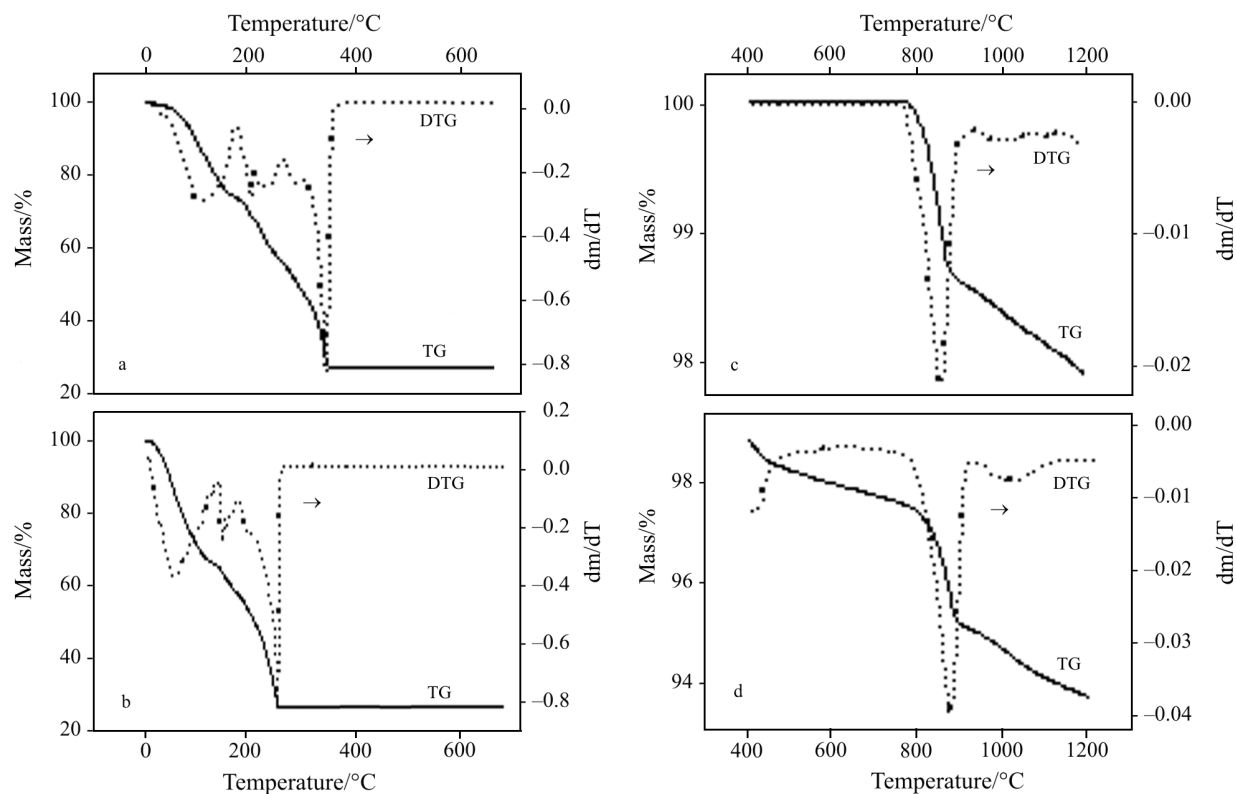 Temperature/°C
0 200 400 600
100
80
60
40
20
Mass/%
0.0
–0.2
–0.4
–0.6
–0.8
dm/dT
DTG
→
TG
a
Temperature/°C
400 600 800 1000 1200
100
99
98
Mass/%
0.00
–0.01
–0.02
dm/dT
DTG
→
TG
c
100
80
60
40
20
Mass/%
0.2
0.0
–0.2
–0.4
–0.6
–0.8
dm/dT
DTG
→
TG
b
0 200 400 600
Temperature/°C
98
96
94
Mass/%
0.00
–0.01
–0.02
–0.03
–0.04
dm/dT
DTG
→
TG
d
400 600 800 1000 1200
Temperature/°C